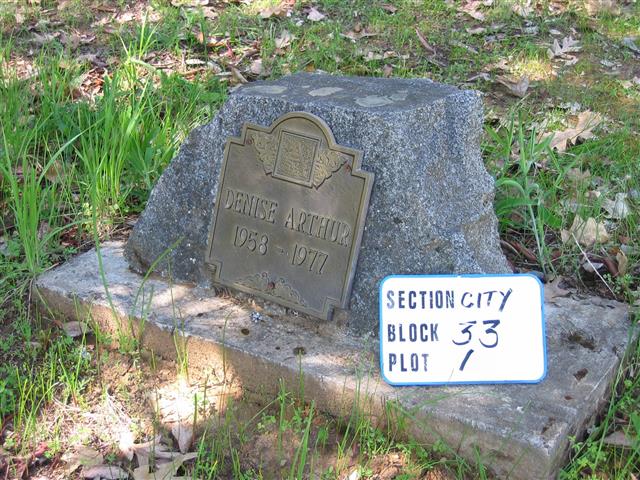 DENISE ARTHUR
1958 - 1977
SECTION CITY
BLOCK 33
PLOT 1